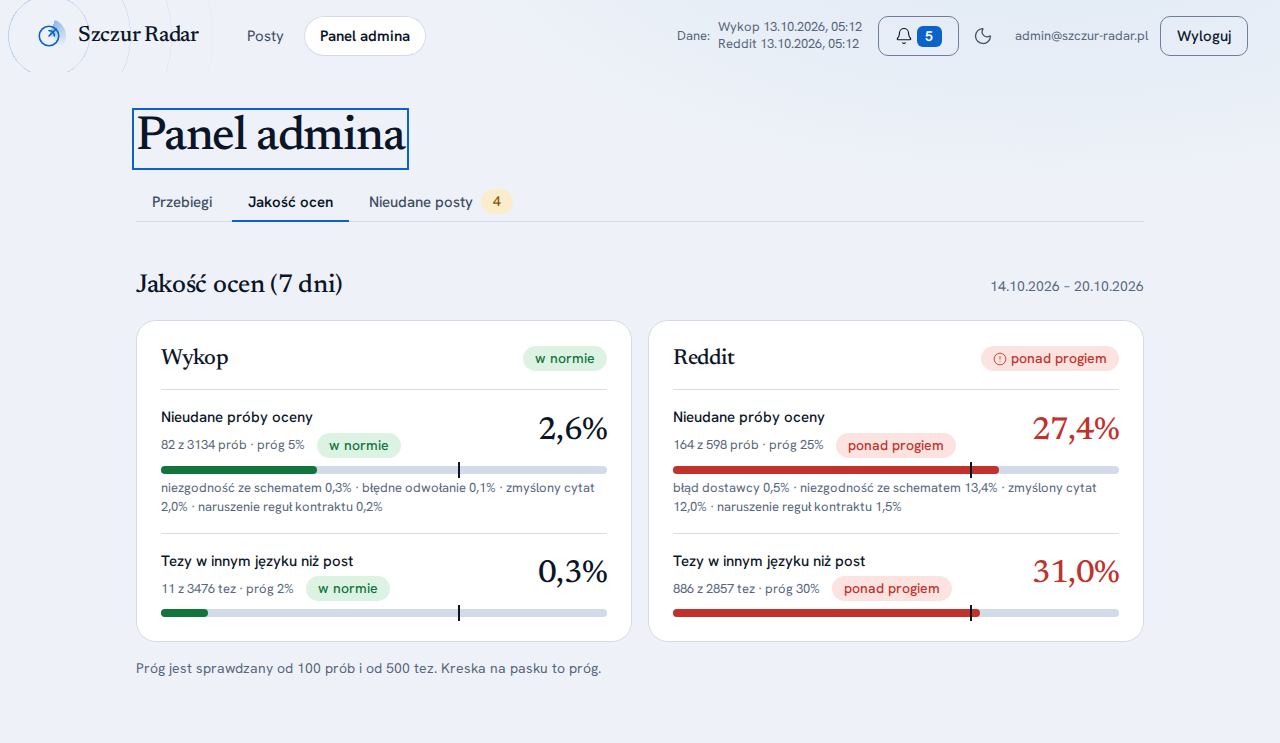 Szczur Radar
Posty
Panel admina
Dane:
Wykop 13.10.2026, 05:12
Reddit 13.10.2026, 05:12
5
admin@szczur-radar.pl
Wyloguj
Panel admina
Przebiegi
Jakość ocen
Nieudane posty 4
Jakość ocen (7 dni)
14.10.2026 – 20.10.2026
Wykop
w normie
Nieudane próby oceny
82 z 3134 prób · próg 5%
w normie
2,6%
niezgodność ze schematem 0,3% · błędne odwołanie 0,1% · zmyślony cytat
2,0% · naruszenie reguł kontraktu 0,2%
Tezy w innym języku niż post
11 z 3476 tez · próg 2%
w normie
0,3%
Reddit
ponad progiem
Nieudane próby oceny
164 z 598 prób · próg 25%
ponad progiem
27,4%
błąd dostawcy 0,5% · niezgodność ze schematem 13,4% · zmyślony cytat
12,0% · naruszenie reguł kontraktu 1,5%
Tezy w innym języku niż post
886 z 2857 tez · próg 30%
ponad progiem
31,0%
Próg jest sprawdzany od 100 prób i od 500 tez. Kreska na pasku to próg.